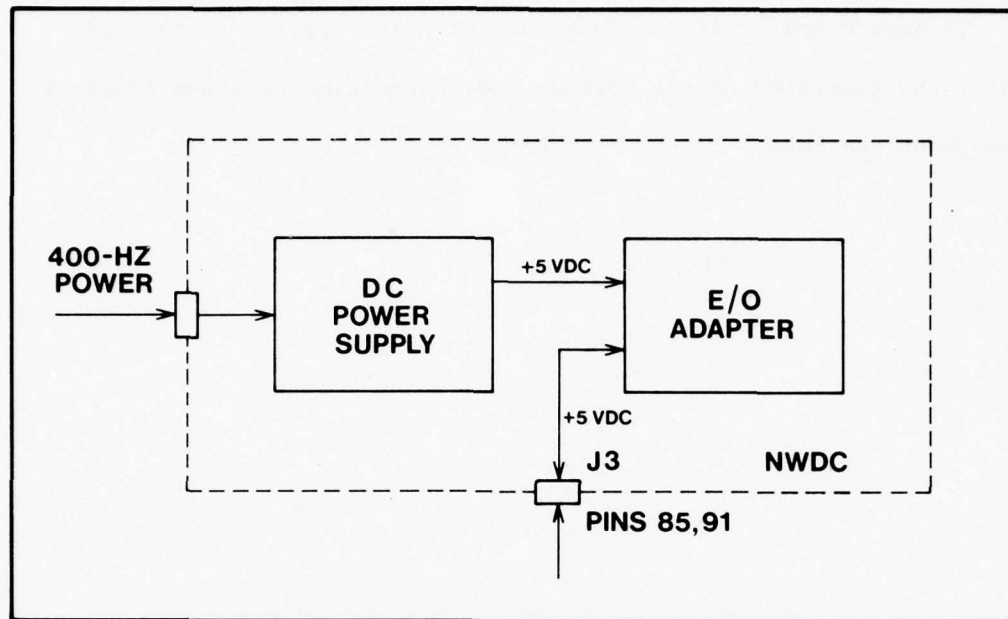 400-HZ
POWER
DC
POWER
SUPPLY
+5 VDC
E/O
ADAPTER
+5 VDC
J3
NWDC
PINS 85,91